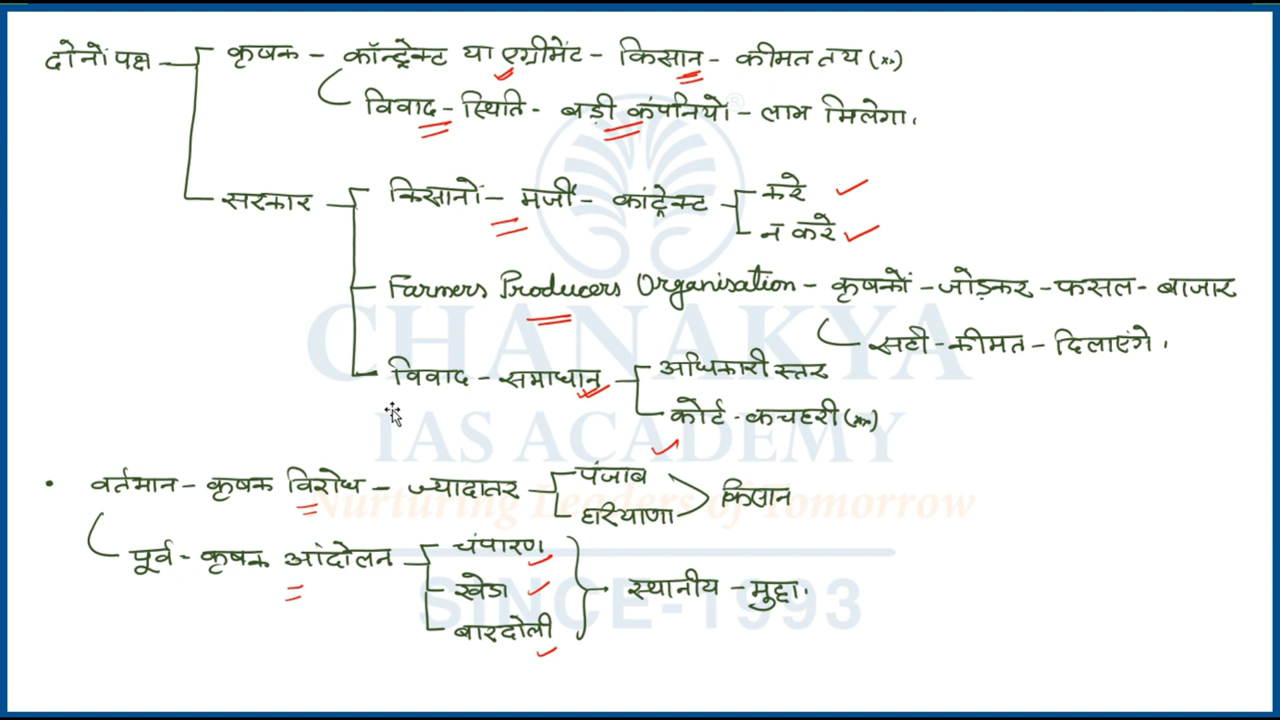 दोनों पक्ष
कृषक - कॉन्ट्रेक्ट या एग्रीमेंट - किसान - कीमत तय (××)
विवाद - स्थिति - बड़ी कंपनियों - लाभ मिलेगा.
सरकार
किसानों - मर्जी - कांट्रेस्ट
करे
न करे
Farmers Producers Organisation - कृषकों - जोड़कर - फसल - बाजार
सही - कीमत - दिलाएंगे.
विवाद - समाधान
अधिकारी स्तर
कोर्ट - कचहरी (××)
• वर्तमान - कृषक विरोध - ज्यादातर
पंजाब
हरियाणा
किसान
पूर्व - कृषक आंदोलन
चंपारण
खेडा
बारदोली
स्थानीय - मुद्दा.
CHANAKYA
IAS ACADEMY
Nurturing Leaders of Tomorrow
SINCE-1993
®